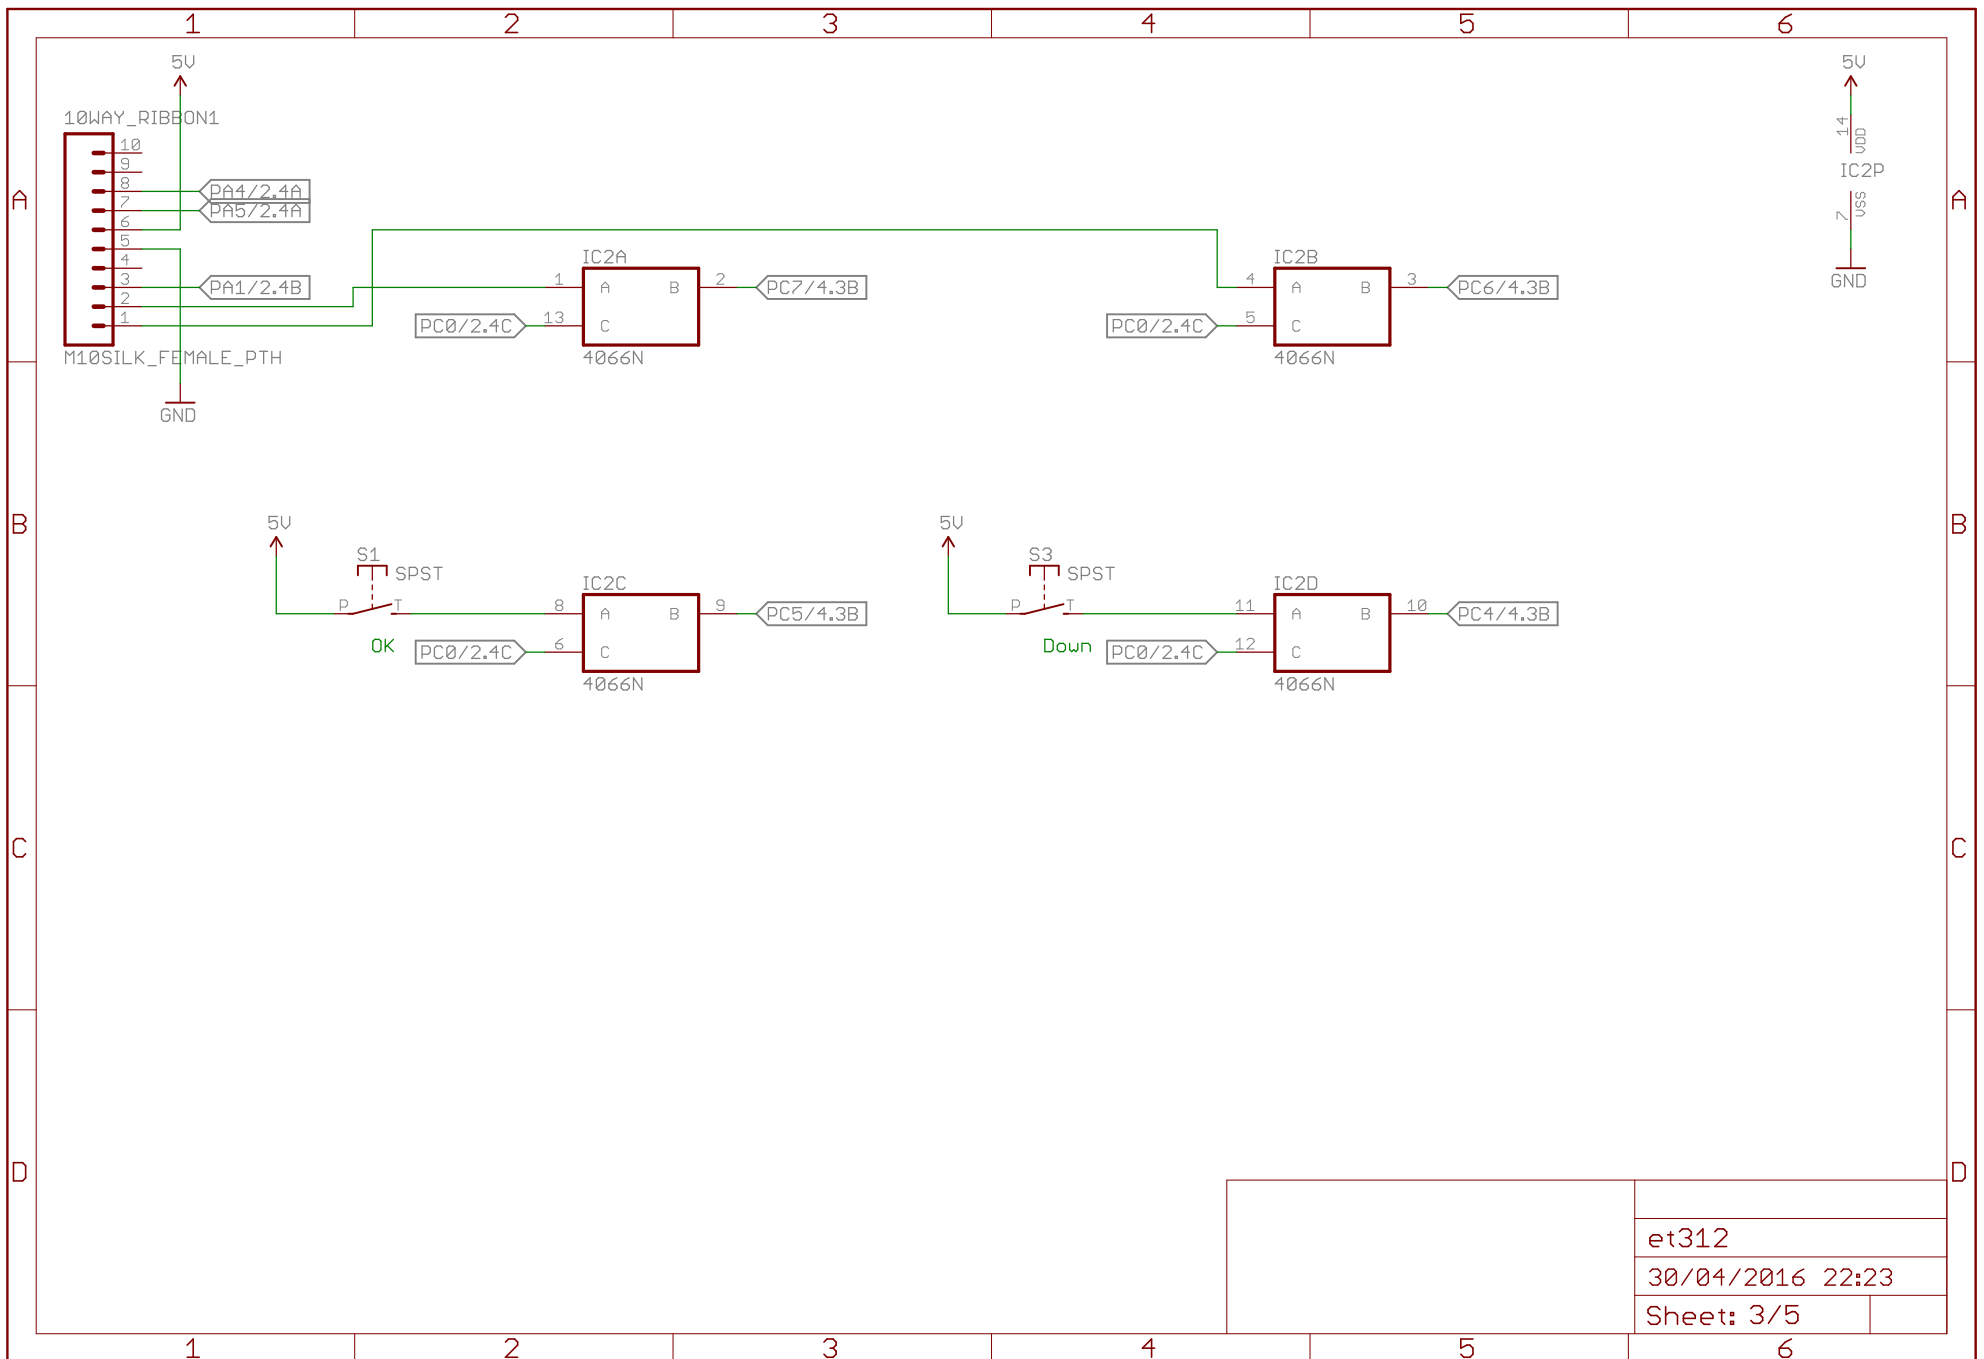 1 2 3 4 5 6
5V 5V
10WAY_RIBBON1
14 VDD
10
9
IC2P
8 PA4/2.4A
A A
7 PA5/2.4A
7 VSS
6
5
IC2A IC2B
4
GND
3 PA1/2.4B 1 A B 2 PC7/4.3B 4 A B 3 PC6/4.3B
2
1 PC0/2.4C 13 C PC0/2.4C 5 C
M10SILK_FEMALE_PTH 4066N 4066N
GND
B 5V 5V B
S1 S3
SPST SPST
IC2C IC2D
P T 8 A B 9 PC5/4.3B P T 11 A B 10 PC4/4.3B
OK PC0/2.4C 6 C Down PC0/2.4C 12 C
4066N 4066N
C C
D D
et312
30/04/2016 22:23
Sheet: 3/5
1 2 3 4 5 6